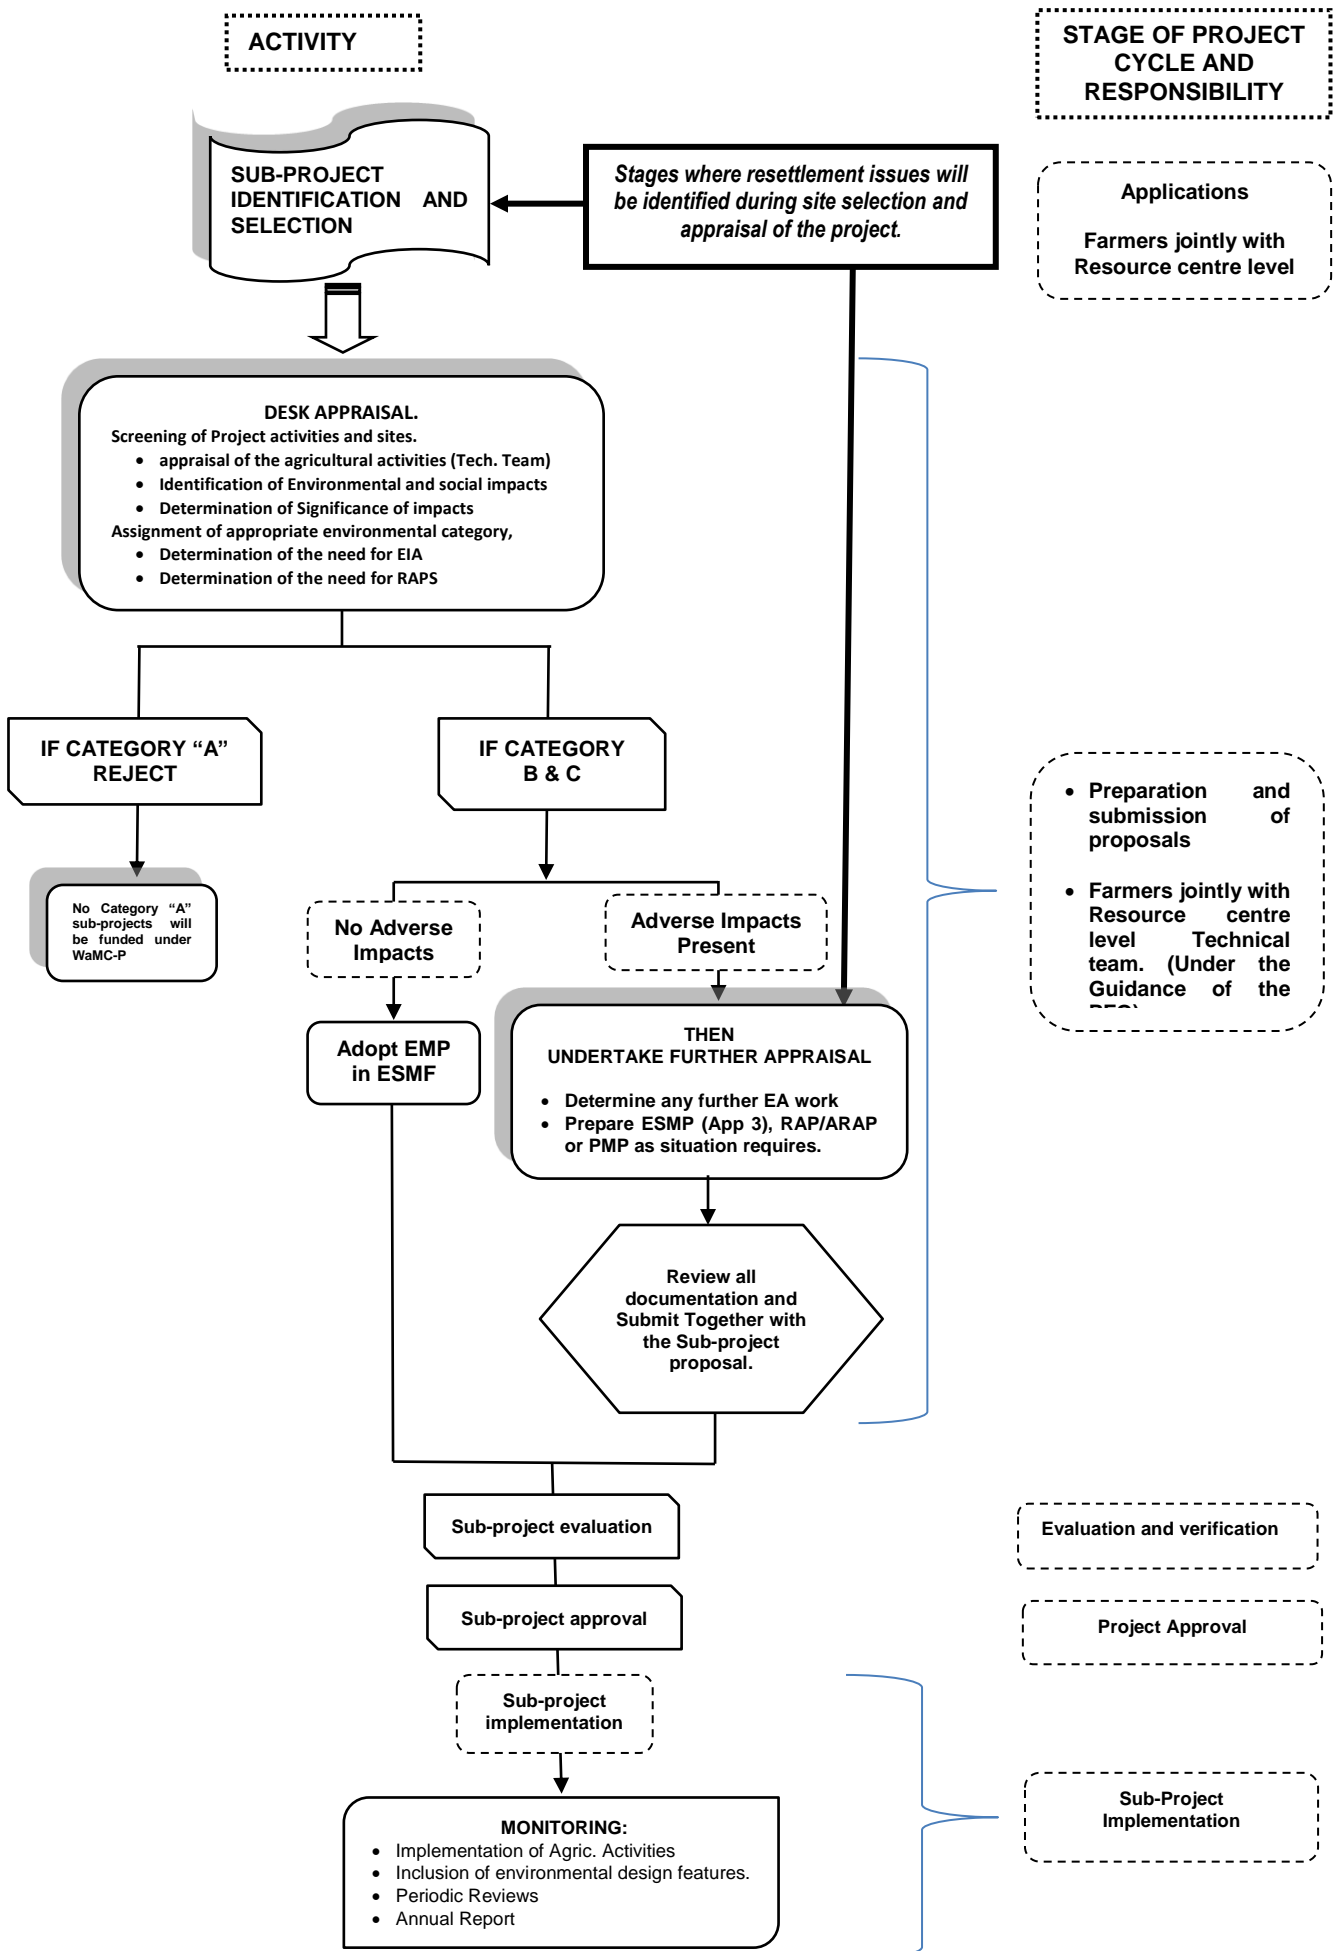 ACTIVITY
STAGE OF PROJECT
CYCLE AND
RESPONSIBILITY
SUB-PROJECT
IDENTIFICATION AND
SELECTION
Stages where resettlement issues will
be identified during site selection and
appraisal of the project.
Applications
Farmers jointly with
Resource centre level
DESK APPRAISAL.
Screening of Project activities and sites.
• appraisal of the agricultural activities (Tech. Team)
• Identification of Environmental and social impacts
• Determination of Significance of impacts
Assignment of appropriate environmental category,
• Determination of the need for EIA
• Determination of the need for RAPS
IF CATEGORY “A”
REJECT
IF CATEGORY
B & C
• Preparation and
submission of
proposals
• Farmers jointly with
Resource centre
level Technical
team. (Under the
Guidance of the
No Category “A”
sub-projects will
be funded under
WaMC-P
No Adverse
Impacts
Adverse Impacts
Present
Adopt EMP
in ESMF
THEN
UNDERTAKE FURTHER APPRAISAL
• Determine any further EA work
• Prepare ESMP (App 3), RAP/ARAP
or PMP as situation requires.
Review all
documentation and
Submit Together with
the Sub-project
proposal.
Sub-project evaluation
Evaluation and verification
Sub-project approval
Project Approval
Sub-project
implementation
Sub-Project
Implementation
MONITORING:
• Implementation of Agric. Activities
• Inclusion of environmental design features.
• Periodic Reviews
• Annual Report